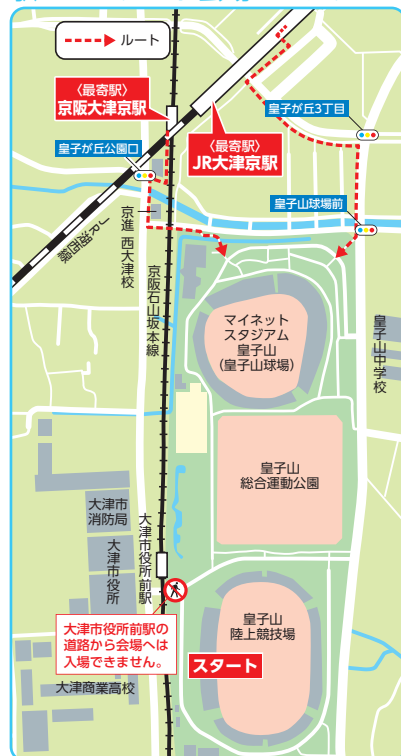 ルート
〈最寄駅〉
京阪大津京駅
皇子が丘3丁目
皇子が丘公園口
〈最寄駅〉
JR大津京駅
皇子山球場前
JR湖西線
京進 西大津校
京阪石山坂本線
マイネット
スタジアム
皇子山
(皇子山球場)
皇子山中学校
皇子山
総合運動公園
大津市
消防局
大津市役所
大津市役所前駅
大津市役所前駅の
道路から会場へは
入場できません。
皇子山
陸上競技場
スタート
大津商業高校